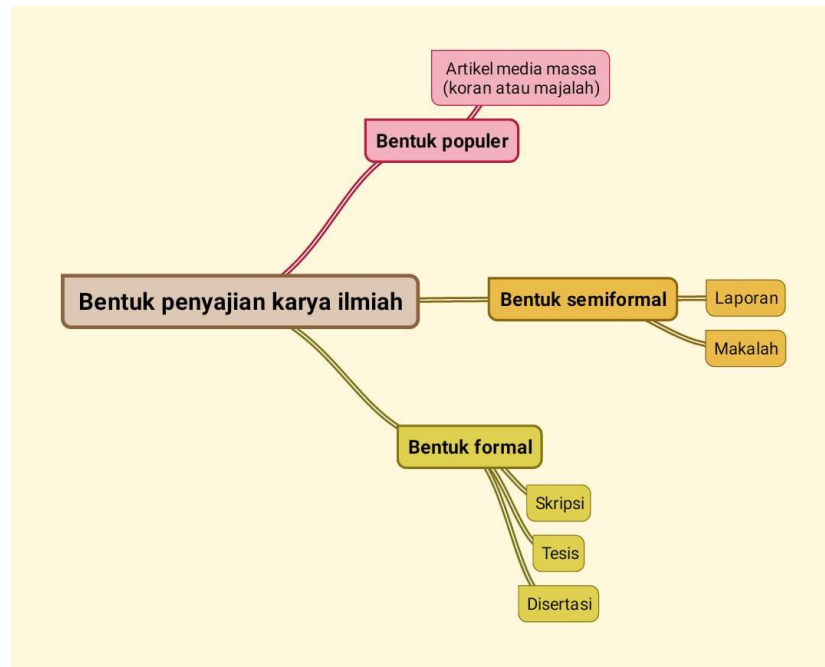 Artikel media massa
(koran atau majalah)
Bentuk populer
Bentuk penyajian karya ilmiah
Bentuk semiformal
Laporan
Makalah
Bentuk formal
Skripsi
Tesis
Disertasi